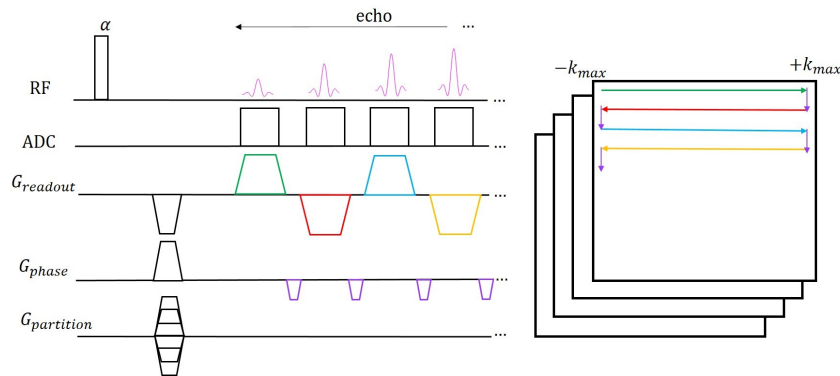 α
echo
...
RF
...
ADC
...
G_readout
...
G_phase
...
G_partition
...
−k_max
+k_max